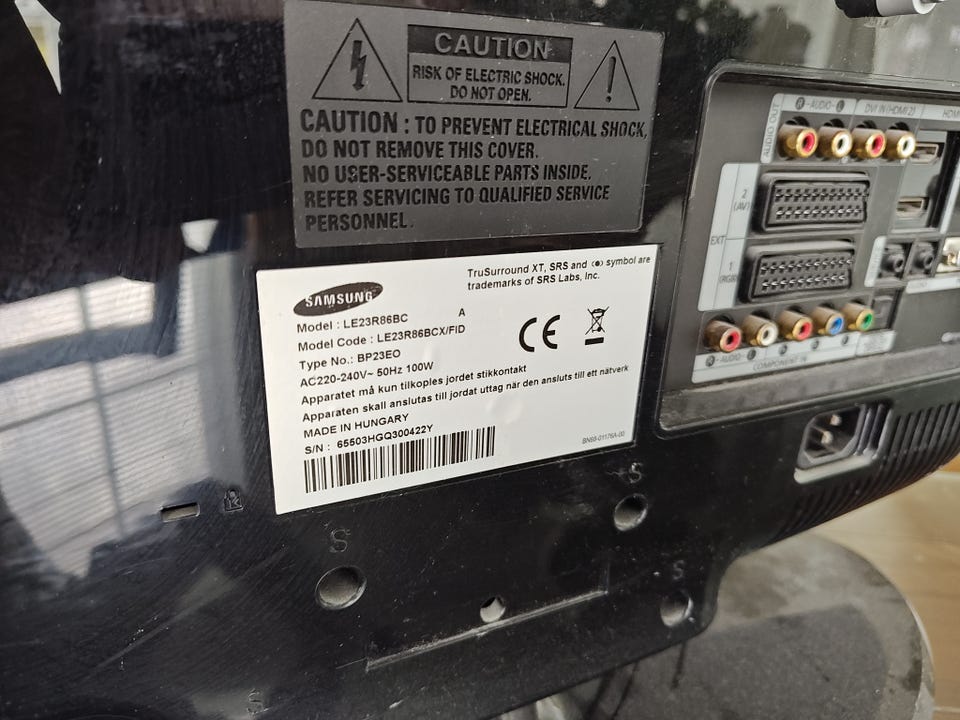 CAUTION
RISK OF ELECTRIC SHOCK.
DO NOT OPEN.
CAUTION : TO PREVENT ELECTRICAL SHOCK,
DO NOT REMOVE THIS COVER.
NO USER-SERVICEABLE PARTS INSIDE.
REFER SERVICING TO QUALIFIED SERVICE
PERSONNEL.
SAMSUNG
TruSurround XT, SRS and (●) symbol are
trademarks of SRS Labs, Inc.
Model : LE23R86BC A
Model Code : LE23R86BCX/FID
Type No.: BP23EO
AC220-240V~ 50Hz 100W
Apparatet må kun tilkoples jordet stikkontakt
Apparaten skall anslutas till jordat uttag när den ansluts till ett nätverk
MADE IN HUNGARY
S/N : 65503HGQ300422Y
CE
BN68-01176A-00
AUDIO OUT
R - AUDIO - L
DVI IN (HDMI 2)
2
(AV)
EXT
1
(RGB)
R - AUDIO - L
COMPONENT IN
S
S
S
S